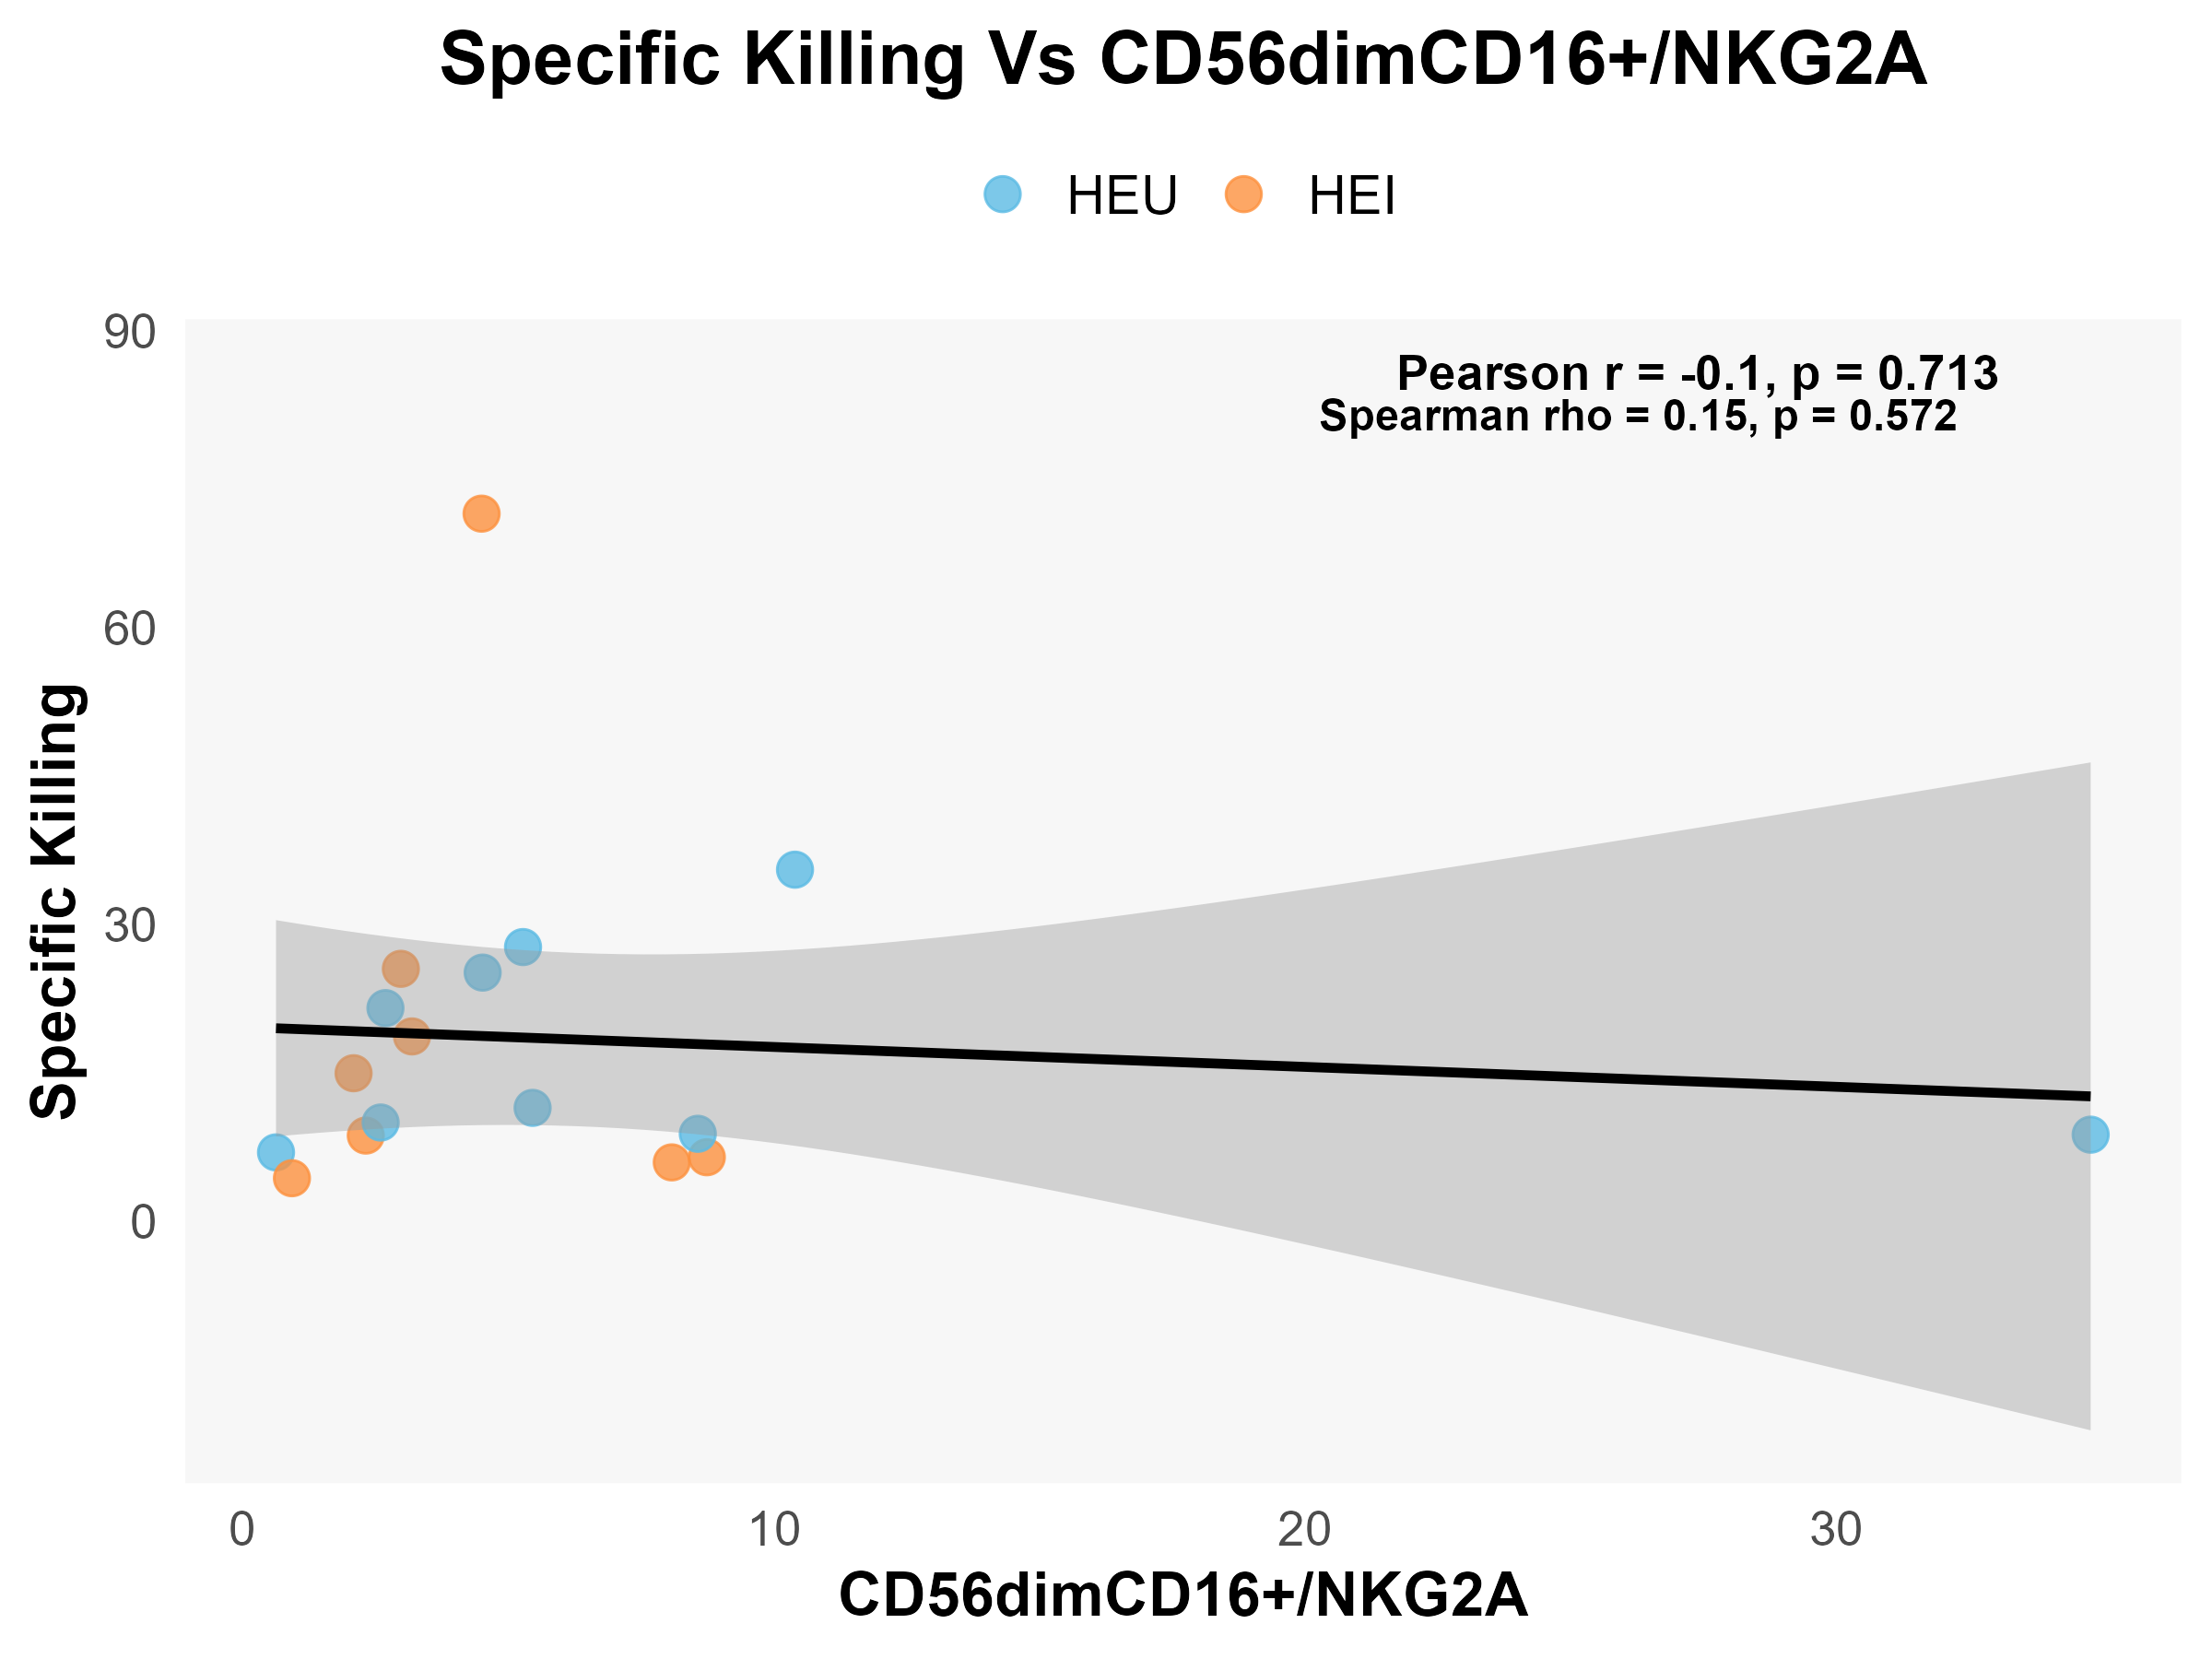 Specific Killing Vs CD56dimCD16+/NKG2A
HEU HEI
90
Pearson r = -0.1, p = 0.713
Spearman rho = 0.15, p = 0.572
60
30
0
Specific Killing
0 10 20 30
CD56dimCD16+/NKG2A